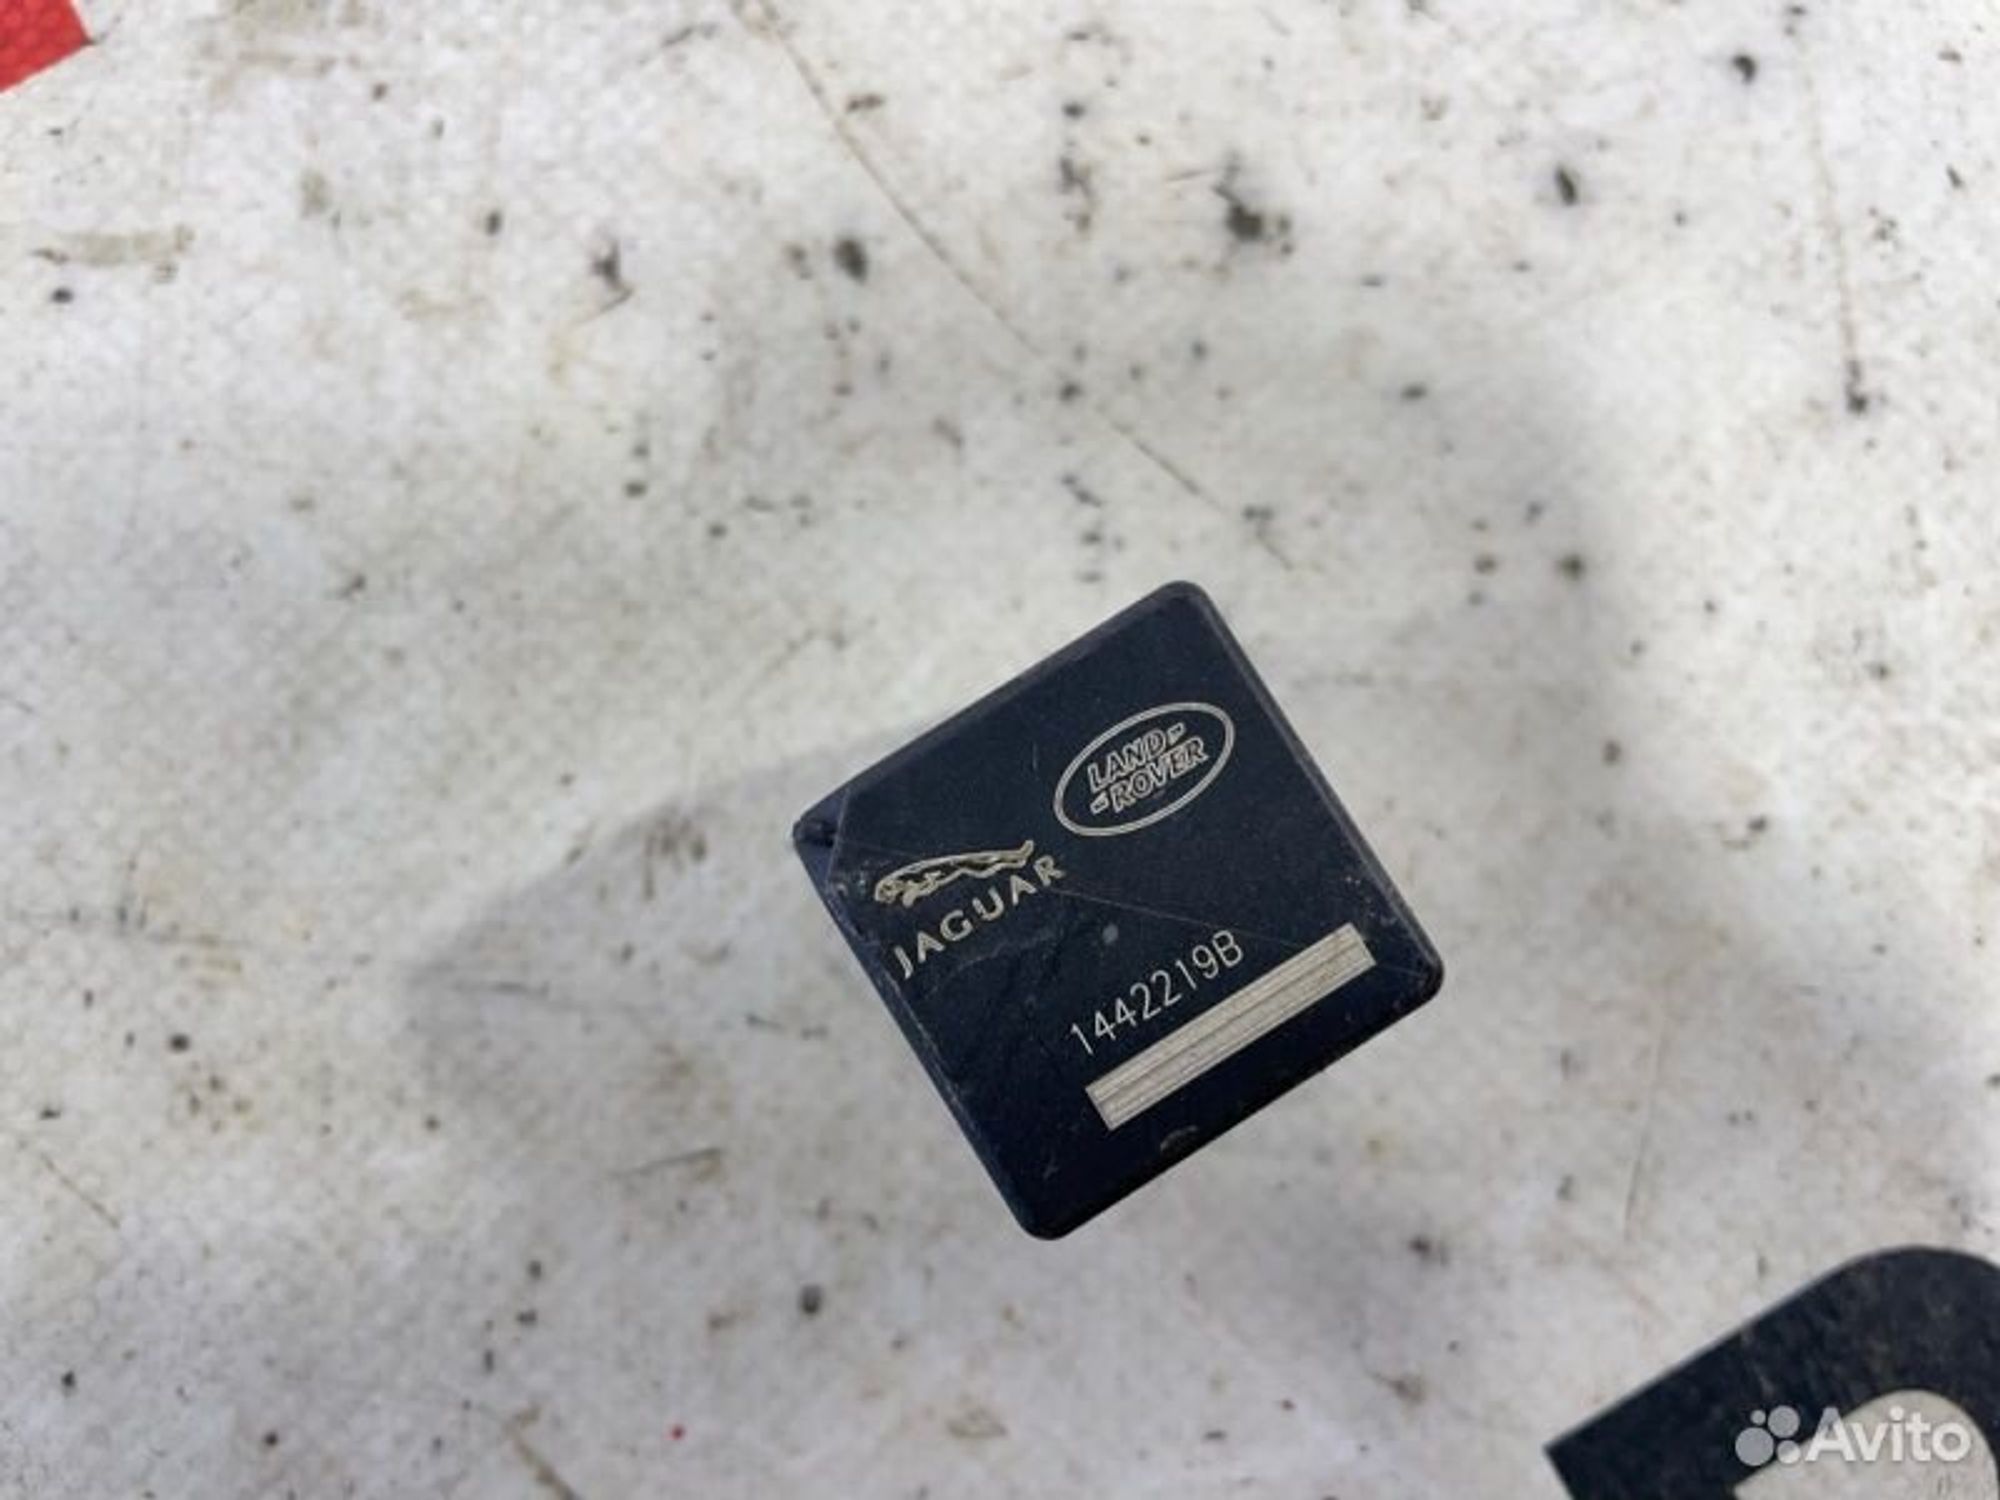 LAND-
-ROVER
JAGUAR
1442219B
Avito